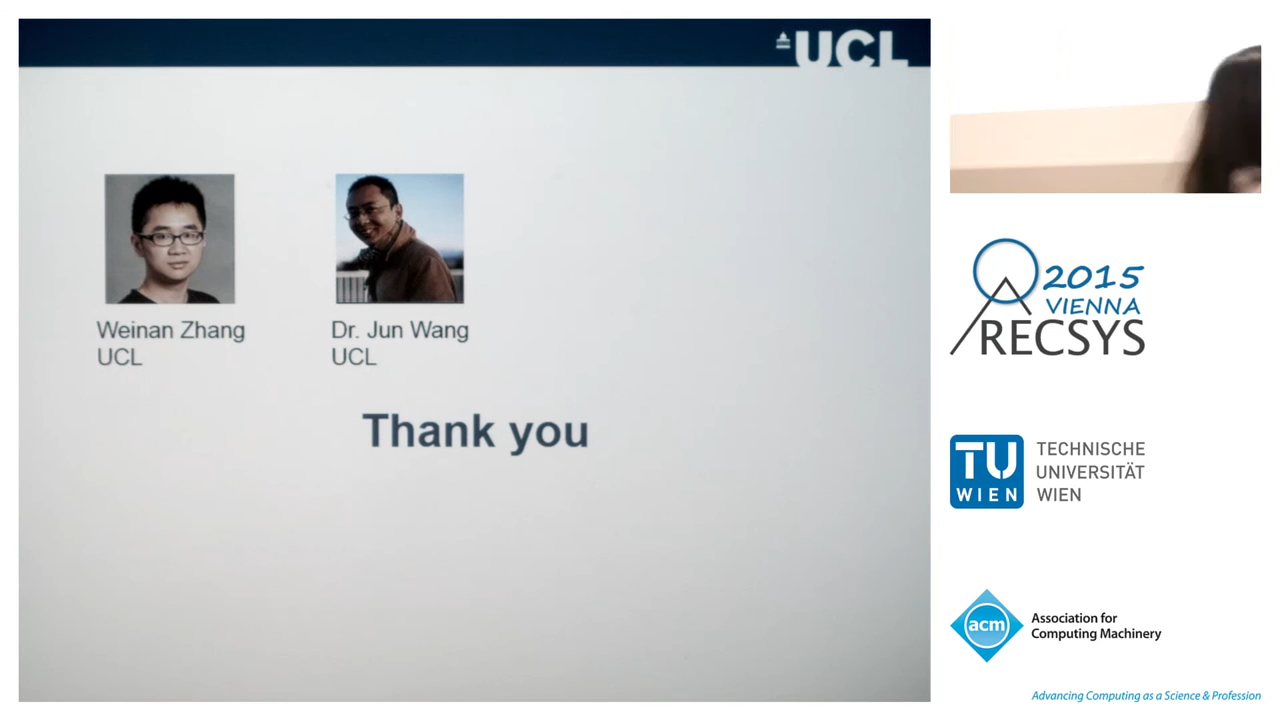 UCL
Weinan Zhang
UCL
Dr. Jun Wang
UCL
Thank you
2015
VIENNA
RECSYS
TU
WIEN
TECHNISCHE
UNIVERSITÄT
WIEN
acm
Association for
Computing Machinery
Advancing Computing as a Science & Profession